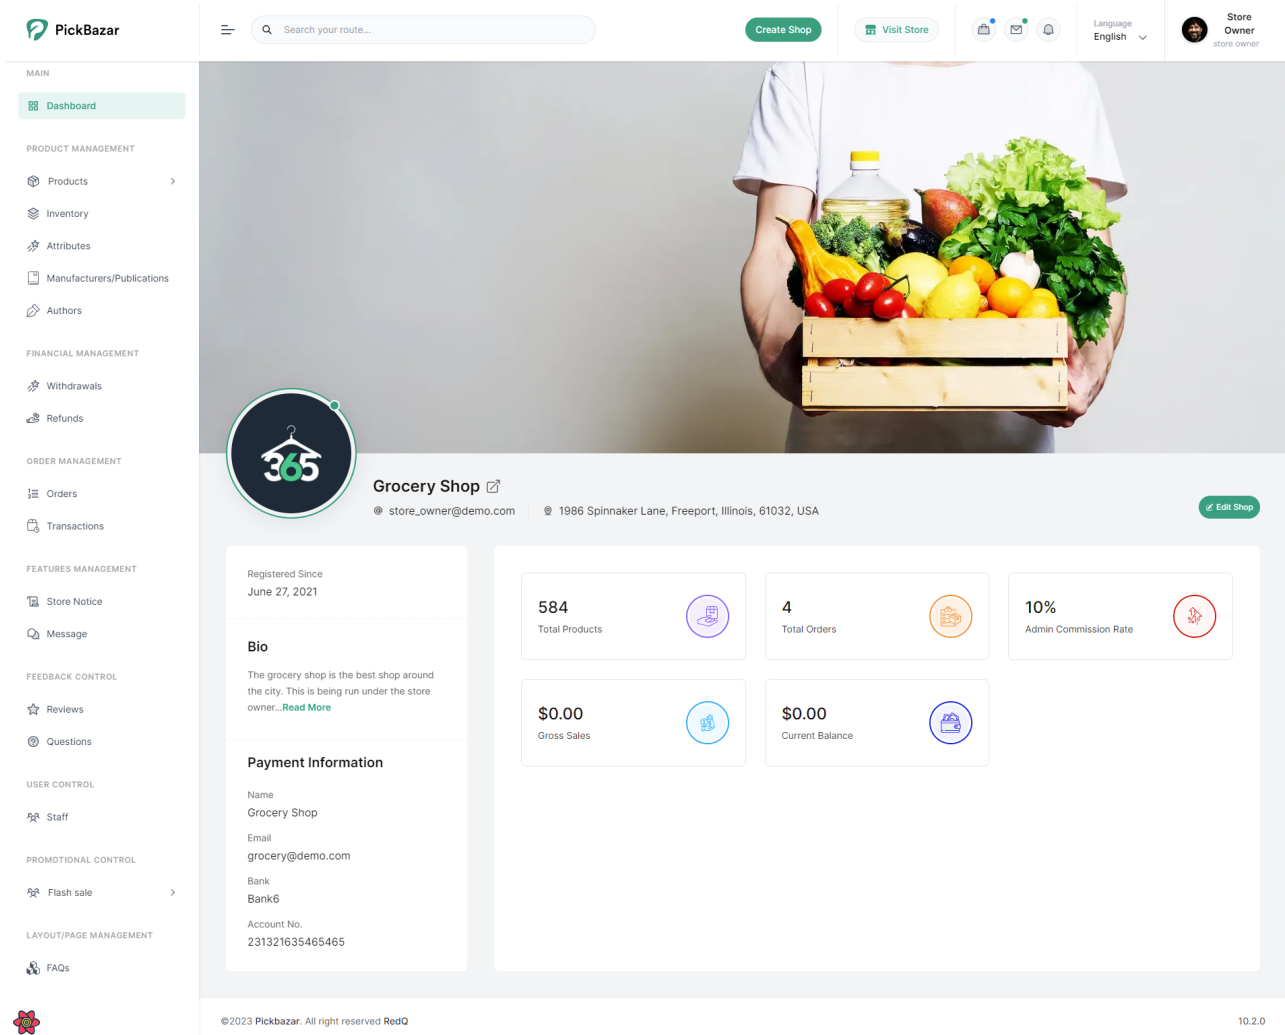 PickBazar
Search your route...
Create Shop
Visit Store
Language
English
Store
Owner
store owner
MAIN
Dashboard
PRODUCT MANAGEMENT
Products
Inventory
Attributes
Manufacturers/Publications
Authors
FINANCIAL MANAGEMENT
Withdrawals
Refunds
ORDER MANAGEMENT
Orders
Transactions
FEATURES MANAGEMENT
Store Notice
Message
FEEDBACK CONTROL
Reviews
Questions
USER CONTROL
Staff
PROMOTIONAL CONTROL
Flash sale
LAYOUT/PAGE MANAGEMENT
FAQs
365
Grocery Shop
store_owner@demo.com
1986 Spinnaker Lane, Freeport, Illinois, 61032, USA
Edit Shop
Registered Since
June 27, 2021
Bio
The grocery shop is the best shop around
the city. This is being run under the store
owner...Read More
Payment Information
Name
Grocery Shop
Email
grocery@demo.com
Bank
Bank6
Account No.
231321635465465
584
Total Products
4
Total Orders
10%
Admin Commission Rate
$0.00
Gross Sales
$0.00
Current Balance
©2023 Pickbazar. All right reserved RedQ
10.2.0